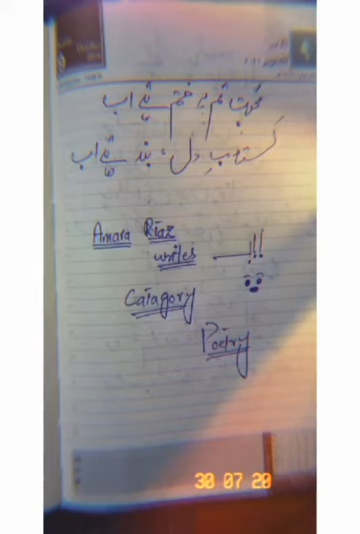 October
محبت تم پہ ختم ہے اب
کتابِ دل بند ہے اب
Amara Riaz
writes —!!!
Catagory
Poetry
30 07 20